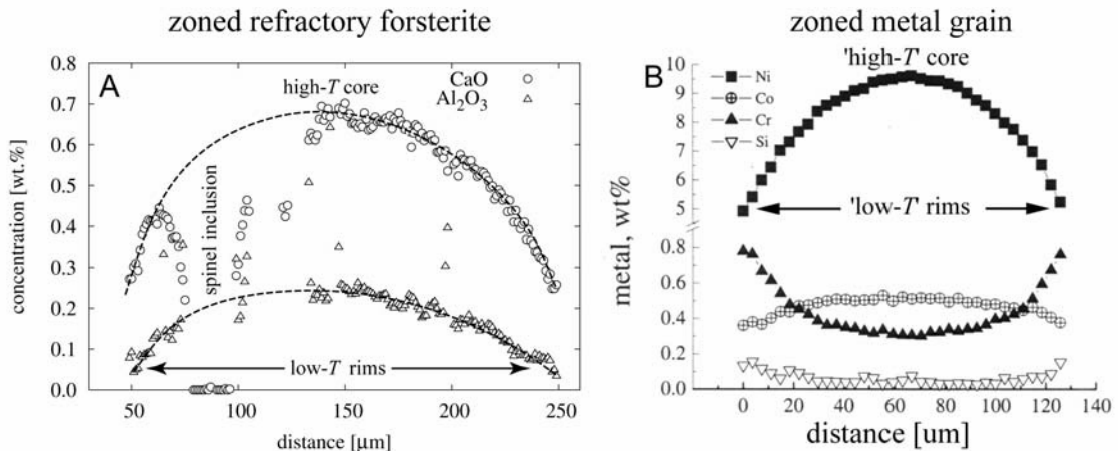 zoned refractory forsterite
A
high-T core
CaO
Al₂O₃
0.8
0.7
0.6
0.5
0.4
0.3
0.2
0.1
0.0
concentration [wt.%]
spinel inclusion
low-T rims
50
100
150
200
250
distance [μm]
zoned metal grain
B
'high-T' core
Ni
Co
Cr
Si
10
9
8
7
6
5
0.8
0.6
0.4
0.2
0.0
metal, wt%
'low-T' rims
0
20
40
60
80
100
120
140
distance [um]